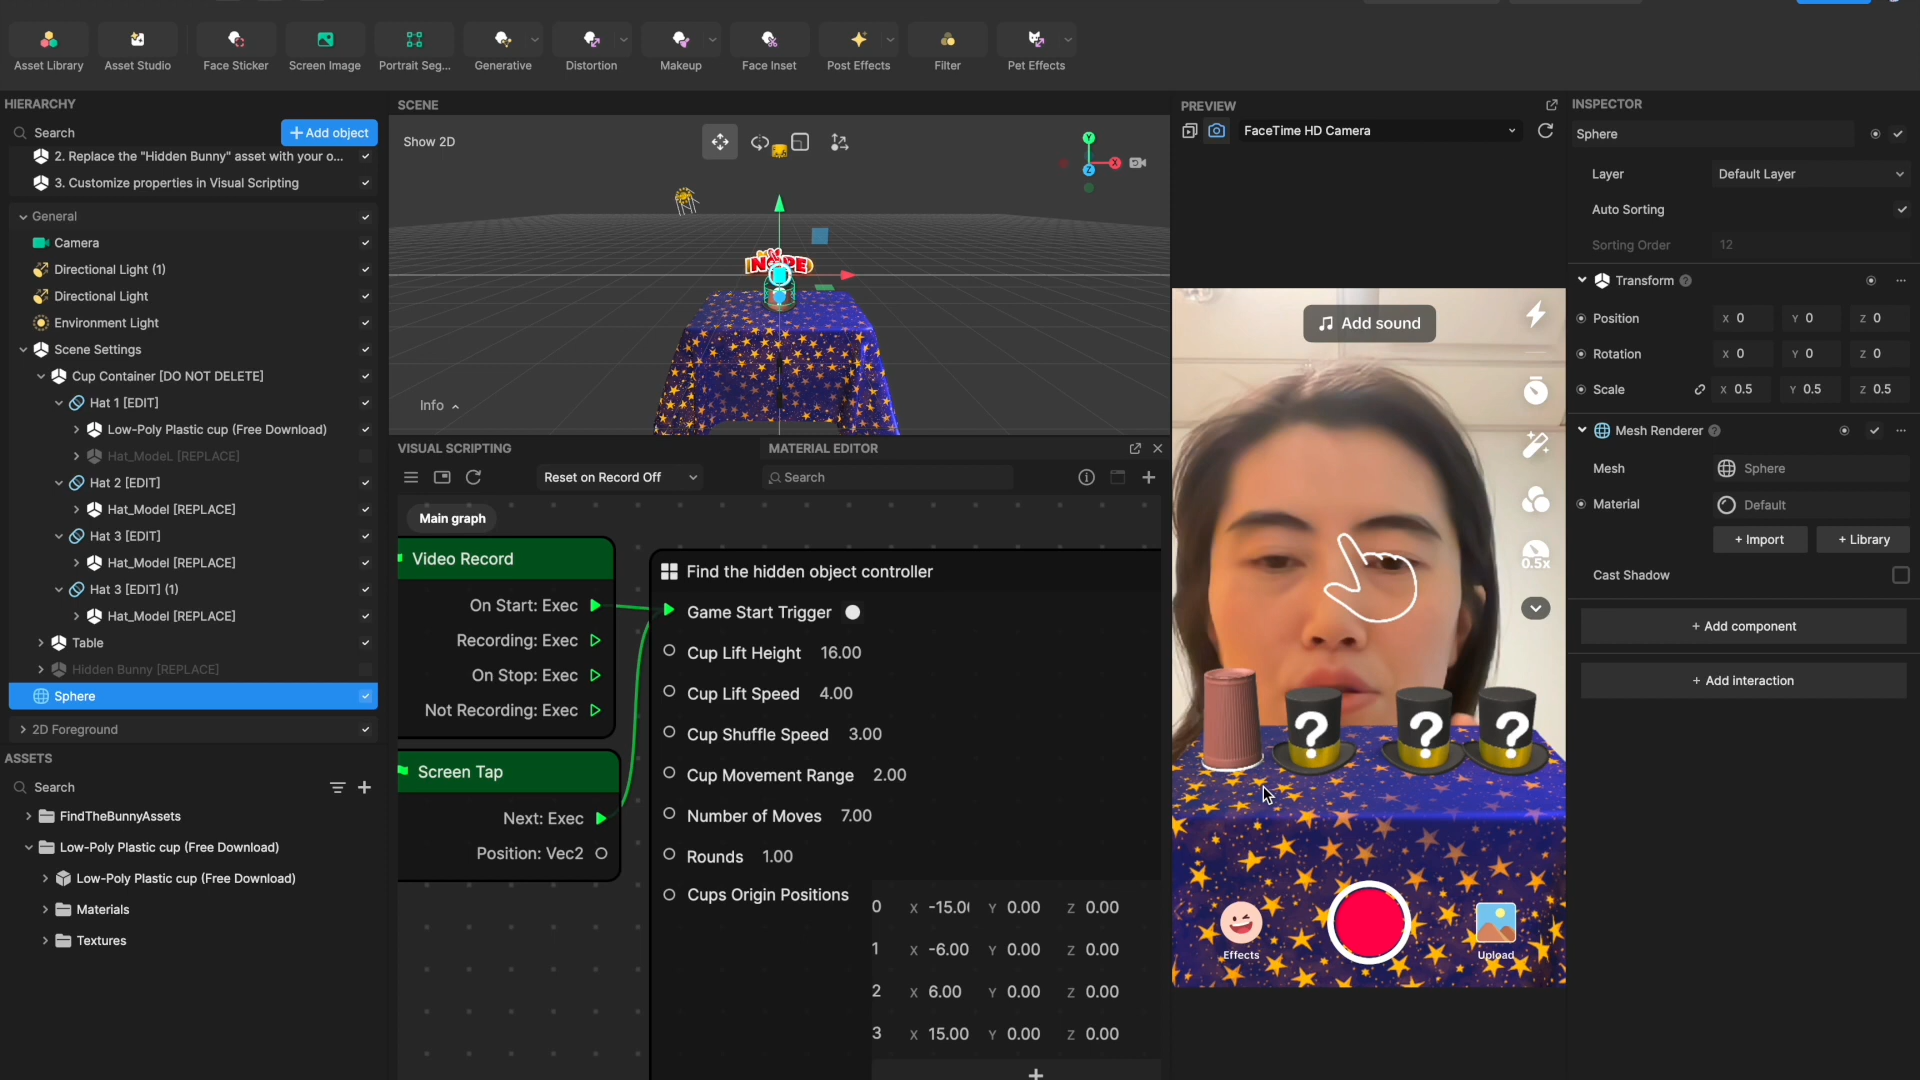 Asset Library
Asset Studio
Face Sticker
Screen Image
Portrait Seg...
Generative
Distortion
Makeup
Face Inset
Post Effects
Filter
Pet Effects
HIERARCHY
Search
Add object
2. Replace the "Hidden Bunny" asset with your o...
3. Customize properties in Visual Scripting
General
Camera
Directional Light (1)
Directional Light
Environment Light
Scene Settings
Cup Container [DO NOT DELETE]
Hat 1 [EDIT]
Low-Poly Plastic cup (Free Download)
Hat_Model [REPLACE]
Hat 2 [EDIT]
Hat_Model [REPLACE]
Hat 3 [EDIT]
Hat_Model [REPLACE]
Hat 3 [EDIT] (1)
Hat_Model [REPLACE]
Table
Hidden Bunny [REPLACE]
Sphere
2D Foreground
ASSETS
Search
FindTheBunnyAssets
Low-Poly Plastic cup (Free Download)
Low-Poly Plastic cup (Free Download)
Materials
Textures
SCENE
Show 2D
Y
X
Z
NOPE
Info
VISUAL SCRIPTING
MATERIAL EDITOR
Reset on Record Off
Search
Main graph
Video Record
On Start: Exec
Recording: Exec
On Stop: Exec
Not Recording: Exec
Screen Tap
Next: Exec
Position: Vec2
Find the hidden object controller
Game Start Trigger
Cup Lift Height 16.00
Cup Lift Speed 4.00
Cup Shuffle Speed 3.00
Cup Movement Range 2.00
Number of Moves 7.00
Rounds 1.00
Cups Origin Positions
0 X -15.0 Y 0.00 Z 0.00
1 X -6.00 Y 0.00 Z 0.00
2 X 6.00 Y 0.00 Z 0.00
3 X 15.00 Y 0.00 Z 0.00
PREVIEW
FaceTime HD Camera
Add sound
0.5x
? ? ?
Effects
Upload
INSPECTOR
Sphere
Layer Default Layer
Auto Sorting
Sorting Order 12
Transform
Position X 0 Y 0 Z 0
Rotation X 0 Y 0 Z 0
Scale X 0.5 Y 0.5 Z 0.5
Mesh Renderer
Mesh Sphere
Material Default
+ Import + Library
Cast Shadow
+ Add component
+ Add interaction